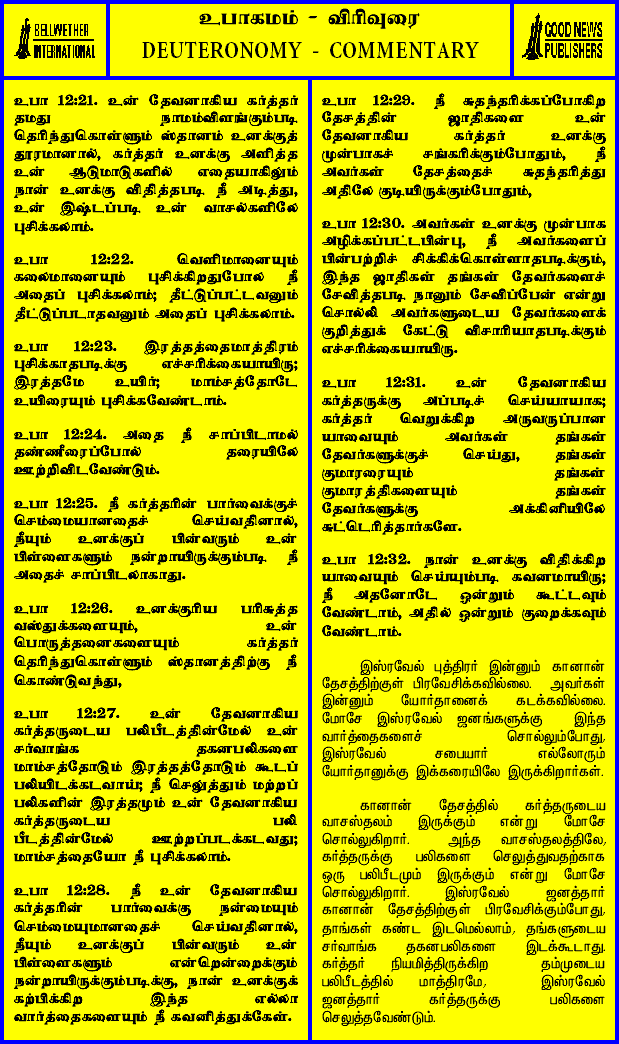 BELLWETHER
INTERNATIONAL
உபாகமம் - விரிவுரை
DEUTERONOMY - COMMENTARY
GOOD NEWS
PUBLISHERS
உபா 12:21. உன் தேவனாகிய கர்த்தர்
தமது நாமம்விளங்கும்படி
தெரிந்துகொள்ளும் ஸ்தானம் உனக்குத்
தூரமானால், கர்த்தர் உனக்கு அளித்த
உன் ஆடுமாடுகளில் எதையாகிலும்
நான் உனக்கு விதித்தபடி நீ அடித்து,
உன் இஷ்டப்படி உன் வாசல்களிலே
புசிக்கலாம்.
உபா 12:22. வெளிமானையும்
கலைமானையும் புசிக்கிறதுபோல நீ
அதைப் புசிக்கலாம்; தீட்டுப்பட்டவனும்
தீட்டுப்படாதவனும் அதைப் புசிக்கலாம்.
உபா 12:23. இரத்தத்தைமாத்திரம்
புசிக்காதபடிக்கு எச்சரிக்கையாயிரு;
இரத்தமே உயிர்; மாம்சத்தோடே
உயிரையும் புசிக்கவேண்டாம்.
உபா 12:24. அதை நீ சாப்பிடாமல்
தண்ணீரைப்போல் தரையிலே
ஊற்றிவிடவேண்டும்.
உபா 12:25. நீ கர்த்தரின் பார்வைக்குச்
செம்மையானதைச் செய்வதினால்,
நீயும் உனக்குப் பின்வரும் உன்
பிள்ளைகளும் நன்றாயிருக்கும்படி நீ
அதைச் சாப்பிடலாகாது.
உபா 12:26. உனக்குரிய பரிசுத்த
வஸ்துக்களையும், உன்
பொருத்தனைகளையும் கர்த்தர்
தெரிந்துகொள்ளும் ஸ்தானத்திற்கு நீ
கொண்டுவந்து,
உபா 12:27. உன் தேவனாகிய
கர்த்தருடைய பலிபீடத்தின்மேல் உன்
சர்வாங்க தகனபலிகளை
மாம்சத்தோடும் இரத்தத்தோடும் கூடப்
பலியிடக்கடவாய்; நீ செலுத்தும் மற்றப்
பலிகளின் இரத்தமும் உன் தேவனாகிய
கர்த்தருடைய பலி
பீடத்தின்மேல் ஊற்றப்படக்கடவது;
மாம்சத்தையோ நீ புசிக்கலாம்.
உபா 12:28. நீ உன் தேவனாகிய
கர்த்தரின் பார்வைக்கு நன்மையும்
செம்மையுமானதைச் செய்வதினால்,
நீயும் உனக்குப் பின்வரும் உன்
பிள்ளைகளும் என்றென்றைக்கும்
நன்றாயிருக்கும்படிக்கு, நான் உனக்குக்
கற்பிக்கிற இந்த எல்லா
வார்த்தைகளையும் நீ கவனித்துக்கேள்.
உபா 12:29. நீ சுதந்தரிக்கப்போகிற
தேசத்தின் ஜாதிகளை உன்
தேவனாகிய கர்த்தர் உனக்கு
முன்பாகச் சங்கரிக்கும்போதும், நீ
அவர்கள் தேசத்தைச் சுதந்தரித்து
அதிலே குடியிருக்கும்போதும்,
உபா 12:30. அவர்கள் உனக்கு முன்பாக
அழிக்கப்பட்டபின்பு, நீ அவர்களைப்
பின்பற்றிச் சிக்கிக்கொள்ளாதபடிக்கும்,
இந்த ஜாதிகள் தங்கள் தேவர்களைச்
சேவித்தபடி நானும் சேவிப்பேன் என்று
சொல்லி அவர்களுடைய தேவர்களைக்
குறித்துக் கேட்டு விசாரியாதபடிக்கும்
எச்சரிக்கையாயிரு.
உபா 12:31. உன் தேவனாகிய
கர்த்தருக்கு அப்படிச் செய்யாயாக;
கர்த்தர் வெறுக்கிற அருவருப்பான
யாவையும் அவர்கள் தங்கள்
தேவர்களுக்குச் செய்து, தங்கள்
குமாரரையும் தங்கள்
குமாரத்திகளையும் தங்கள்
தேவர்களுக்கு அக்கினியிலே
சுட்டெரித்தார்களே.
உபா 12:32. நான் உனக்கு விதிக்கிற
யாவையும் செய்யும்படி கவனமாயிரு;
நீ அதனோடே ஒன்றும் கூட்டவும்
வேண்டாம், அதில் ஒன்றும் குறைக்கவும்
வேண்டாம்.
இஸ்ரவேல் புத்திரர் இன்னும் கானான்
தேசத்திற்குள் பிரவேசிக்கவில்லை. அவர்கள்
இன்னும் யோர்தானைக் கடக்கவில்லை.
மோசே இஸ்ரவேல் ஜனங்களுக்கு இந்த
வார்த்தைகளைச் சொல்லும்போது,
இஸ்ரவேல் சபையார் எல்லோரும்
யோர்தானுக்கு இக்கரையிலே இருக்கிறார்கள்.
கானான் தேசத்தில் கர்த்தருடைய
வாசஸ்தலம் இருக்கும் என்று மோசே
சொல்லுகிறார். அந்த வாசஸ்தலத்திலே,
கர்த்தருக்கு பலிகளை செலுத்துவதற்காக
ஒரு பலிபீடமும் இருக்கும் என்று மோசே
சொல்லுகிறார். இஸ்ரவேல் ஜனத்தார்
கானான் தேசத்திற்குள் பிரவேசிக்கும்போது,
தாங்கள் கண்ட இடமெல்லாம், தங்களுடைய
சர்வாங்க தகனபலிகளை இடக்கூடாது.
கர்த்தர் நியமித்திருக்கிற தம்முடைய
பலிபீடத்தில் மாத்திரமே, இஸ்ரவேல்
ஜனத்தார் கர்த்தருக்கு பலிகளை
செலுத்தவேண்டும்.